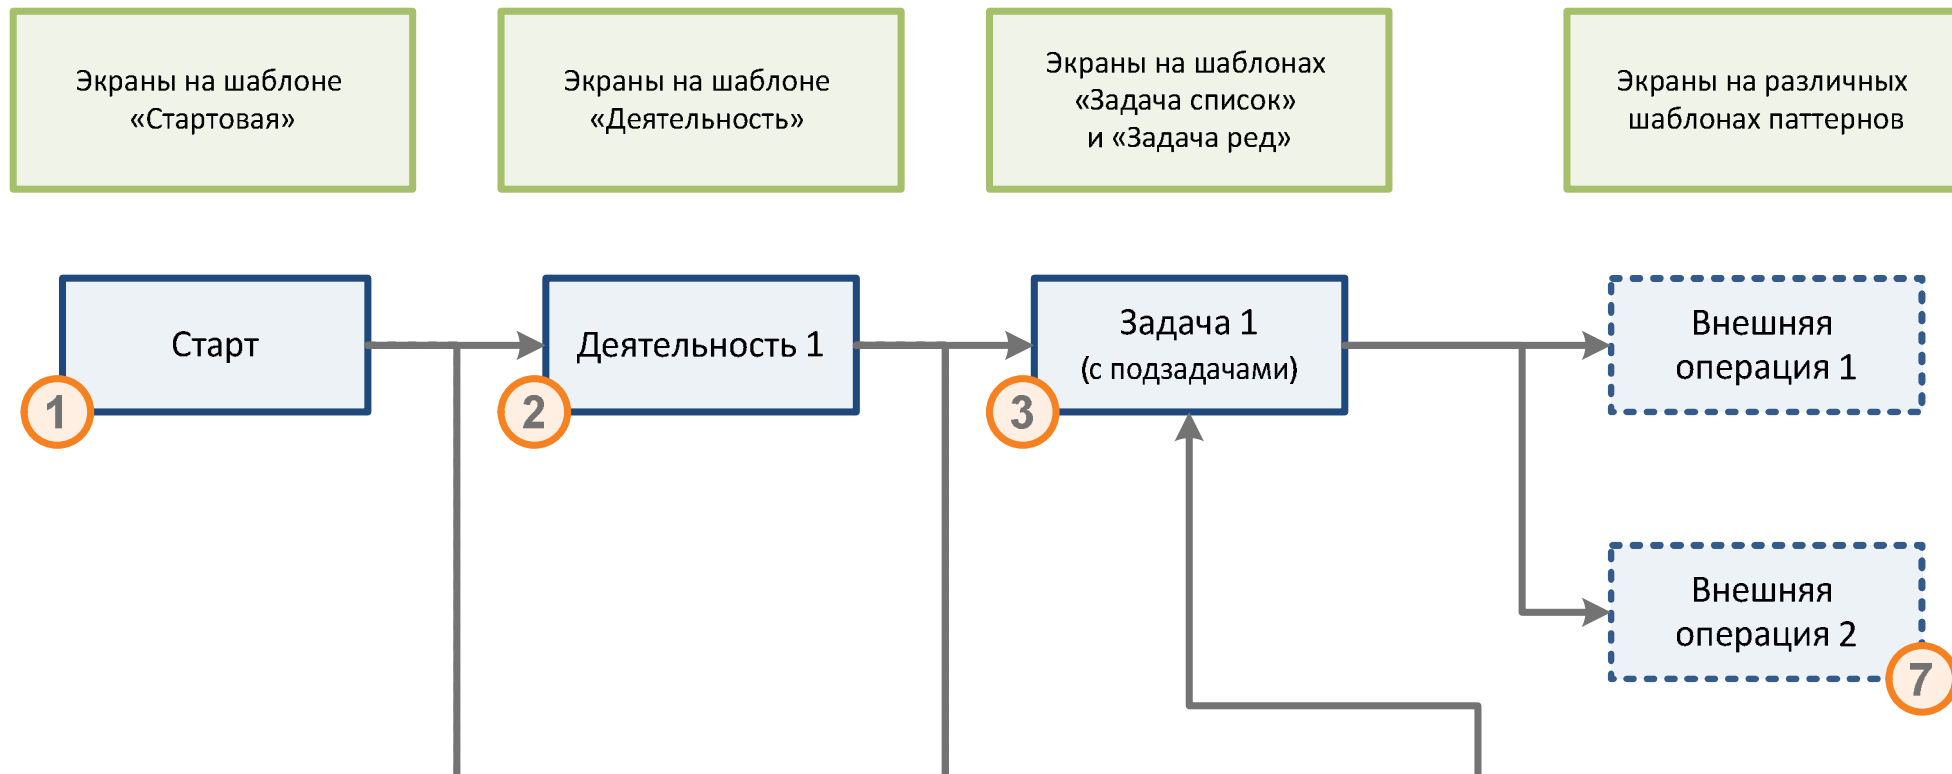 Экраны на шаблоне
«Стартовая»
Экраны на шаблоне
«Деятельность»
Экраны на шаблонах
«Задача список»
и «Задача ред»
Экраны на различных
шаблонах паттернов
Старт
1
Деятельность 1
2
Задача 1
(с подзадачами)
3
Внешняя
операция 1
Внешняя
операция 2
7